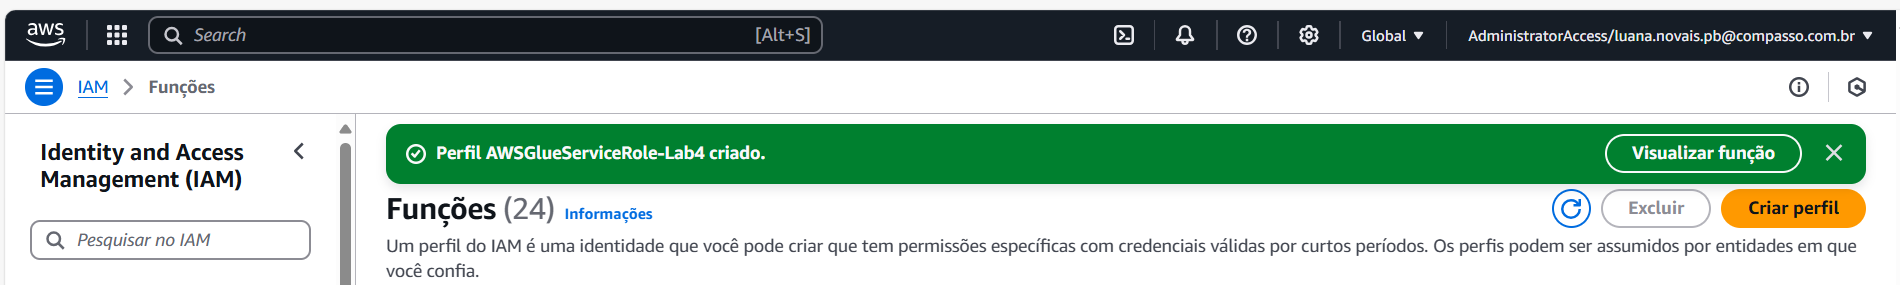 aws
Search [Alt+S]
Global ▼
AdministratorAccess/luana.novais.pb@compasso.com.br ▼
IAM > Funções
Identity and Access
Management (IAM)
Pesquisar no IAM
Perfil AWSGlueServiceRole-Lab4 criado.
Visualizar função
Funções (24) Informações
Excluir
Criar perfil
Um perfil do IAM é uma identidade que você pode criar que tem permissões específicas com credenciais válidas por curtos períodos. Os perfis podem ser assumidos por entidades em que
você confia.